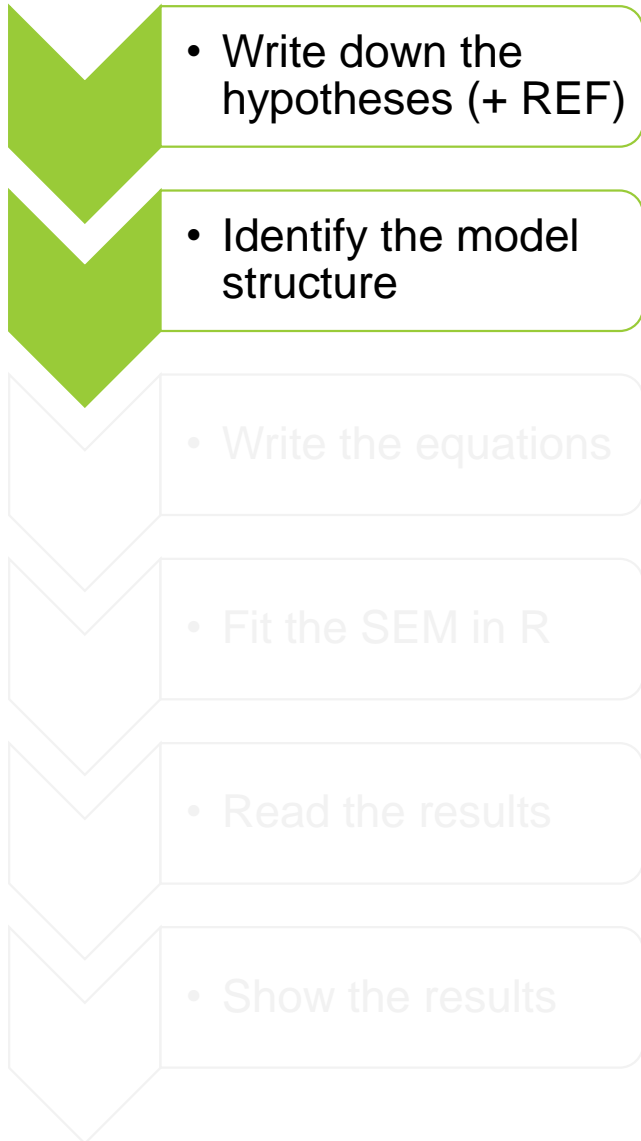 • Write down the
hypotheses (+ REF)
• Identify the model
structure
• Write the equations
• Fit the SEM in R
• Read the results
• Show the results